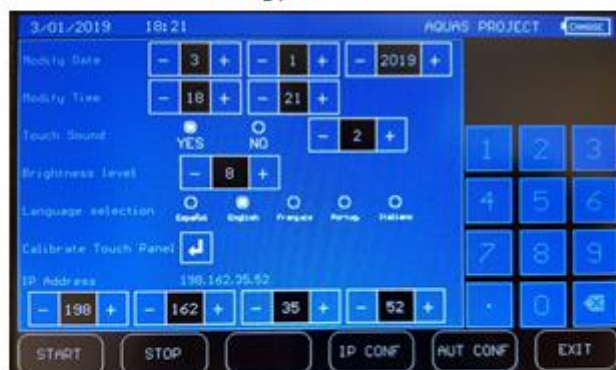 3/01/2019 18:21 AQUAS PROJECT CHARGE
Modify Date - 3 + - 1 + - 2019 +
Modify Time - 18 + - 21 +
Touch Sound YES NO - 2 +
Brightness level - 8 +
Language selection Español English Français Portug. Italiano
Calibrate Touch Panel
IP Address 198.162.35.52
- 198 + - 162 + - 35 + - 52 +
1 2 3
4 5 6
7 8 9
. 0
START STOP IP CONF AUT CONF EXIT